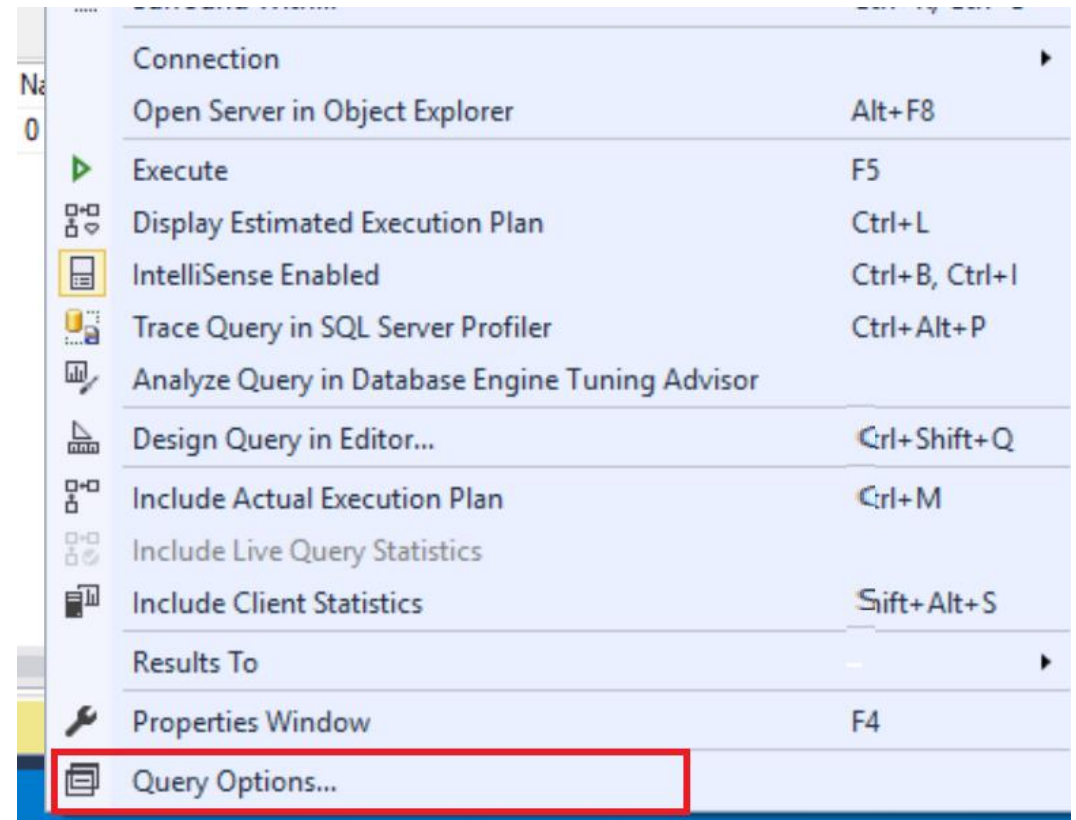 Connection
Na
Open Server in Object Explorer Alt+F8
0
Execute F5
Display Estimated Execution Plan Ctrl+L
IntelliSense Enabled Ctrl+B, Ctrl+I
Trace Query in SQL Server Profiler Ctrl+Alt+P
Analyze Query in Database Engine Tuning Advisor
Design Query in Editor... Ctrl+Shift+Q
Include Actual Execution Plan Ctrl+M
Include Live Query Statistics
Include Client Statistics Shift+Alt+S
Results To
Properties Window F4
Query Options...